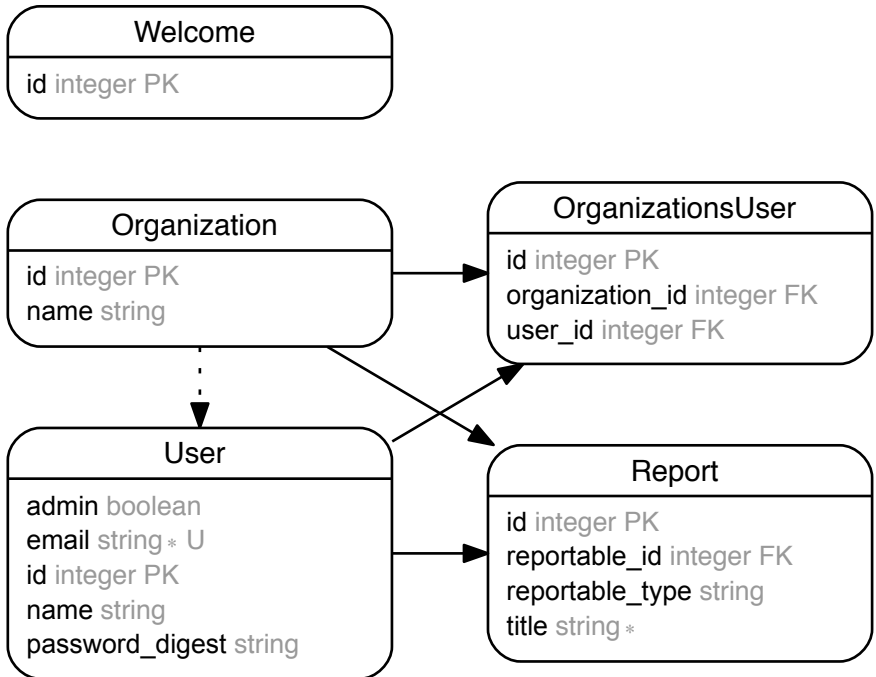 Welcome
id integer PK
Organization
id integer PK
name string
OrganizationsUser
id integer PK
organization_id integer FK
user_id integer FK
User
admin boolean
email string ∗ U
id integer PK
name string
password_digest string
Report
id integer PK
reportable_id integer FK
reportable_type string
title string ∗